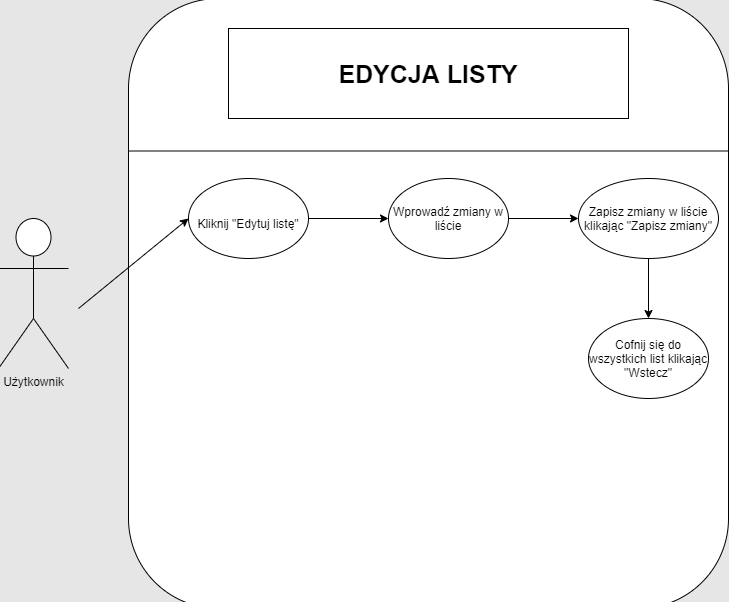 EDYCJA LISTY
Kliknij "Edytuj listę"
Wprowadź zmiany w
liście
Zapisz zmiany w liście
klikając "Zapisz zmiany"
Cofnij się do
wszystkich list klikając
"Wstecz"
Użytkownik